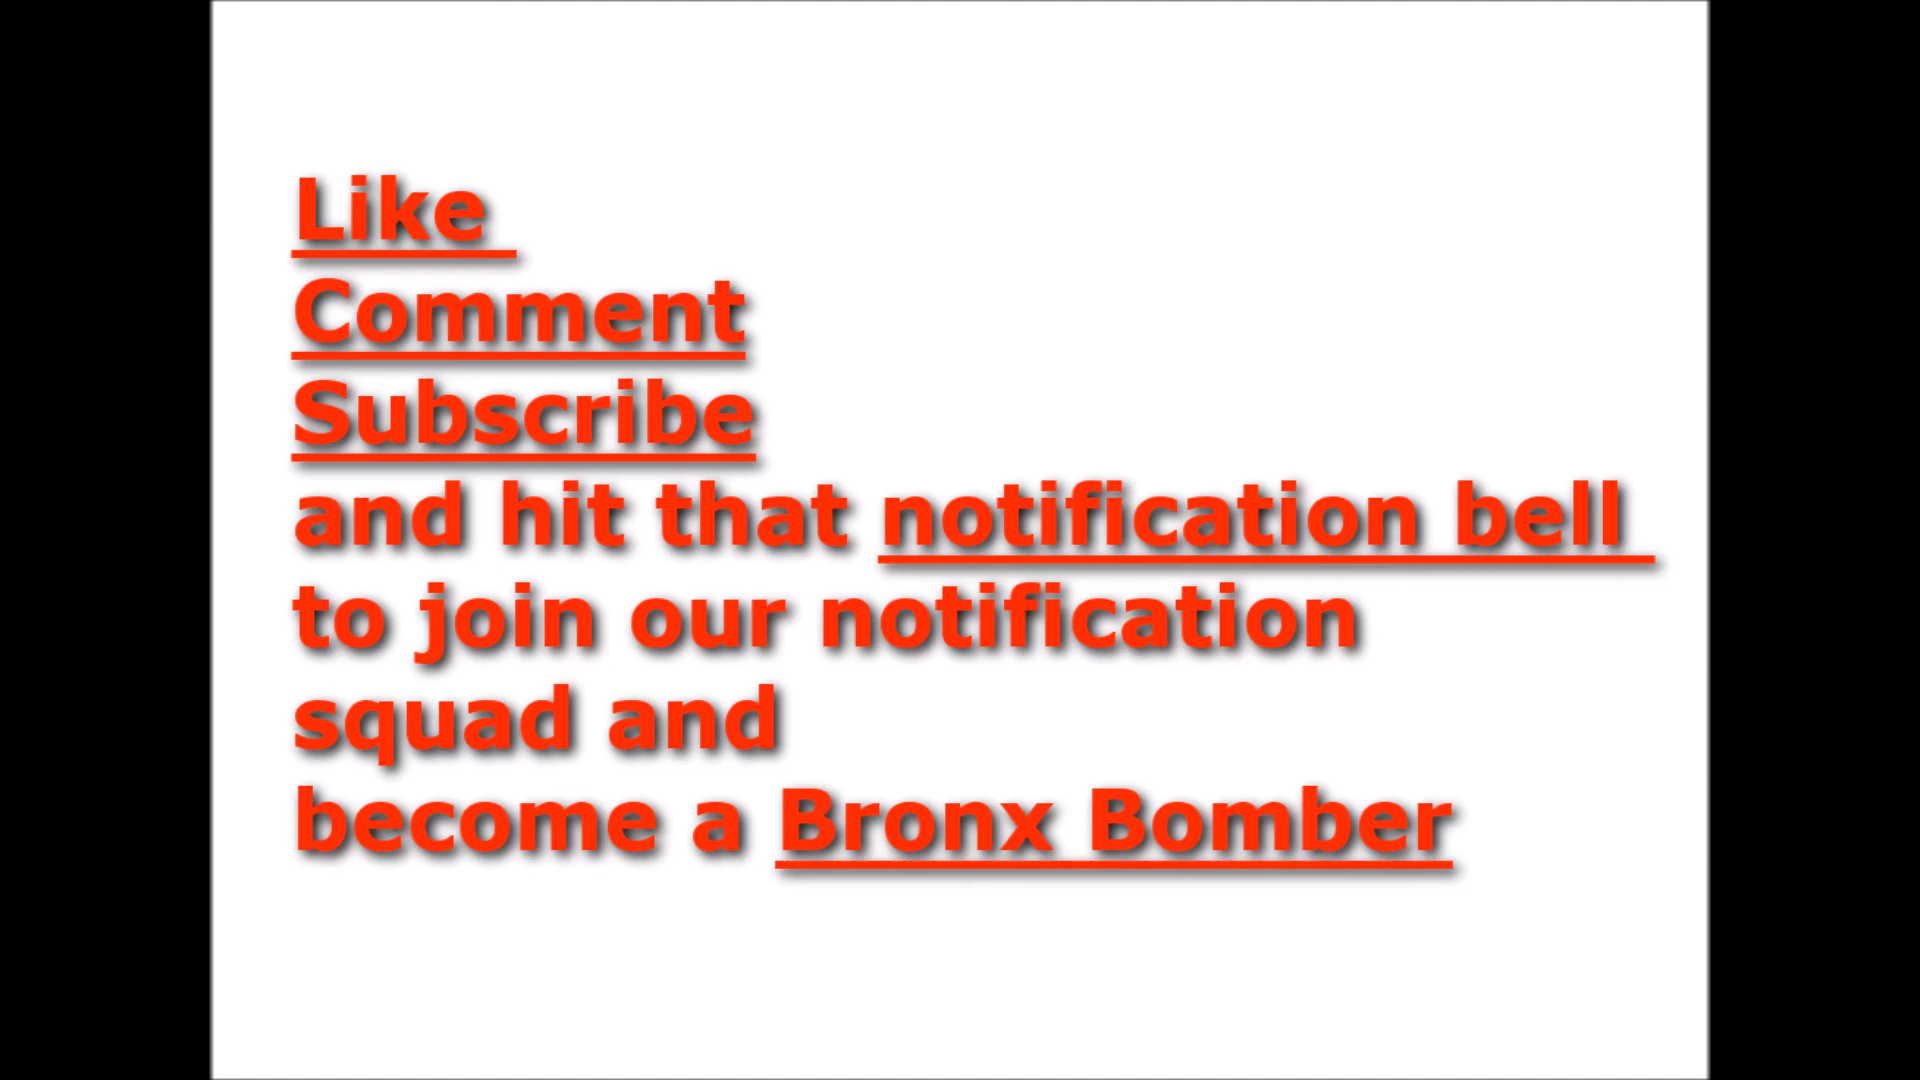 Like
Comment
Subscribe
and hit that notification bell
to join our notification
squad and
become a Bronx Bomber